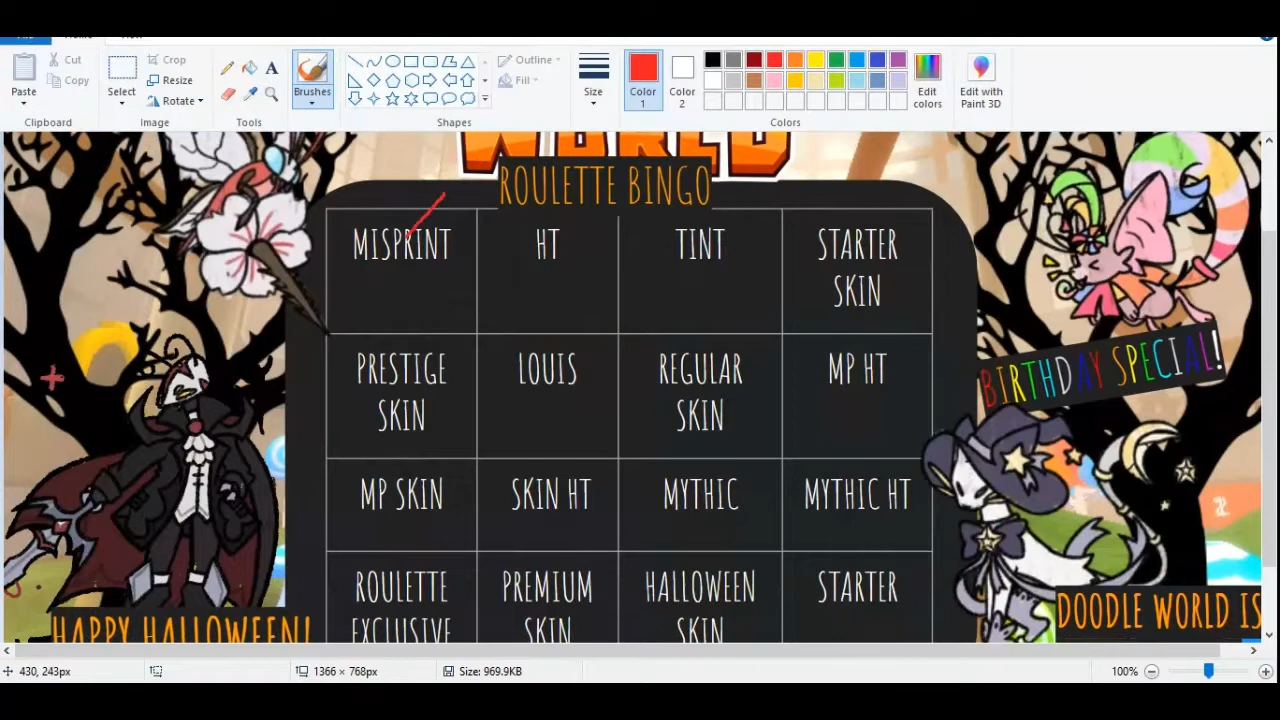 Cut
Copy
Paste
Clipboard
Select
Crop
Resize
Rotate
Image
Tools
Brushes
Outline
Fill
Shapes
Size
Color 1
Color 2
Colors
Edit colors
Edit with Paint 3D
WORLD
ROULETTE BINGO
MISPRINT HT TINT STARTER
SKIN
PRESTIGE LOUIS REGULAR MP HT
SKIN SKIN
BIRTHDAY SPECIAL!
MP SKIN SKIN HT MYTHIC MYTHIC HT
ROULETTE PREMIUM HALLOWEEN STARTER
EXCLUSIVE SKIN SKIN
HAPPY HALLOWEEN!
DOODLE WORLD IS
430, 243px
1366 × 768px
Size: 969.9KB
100%